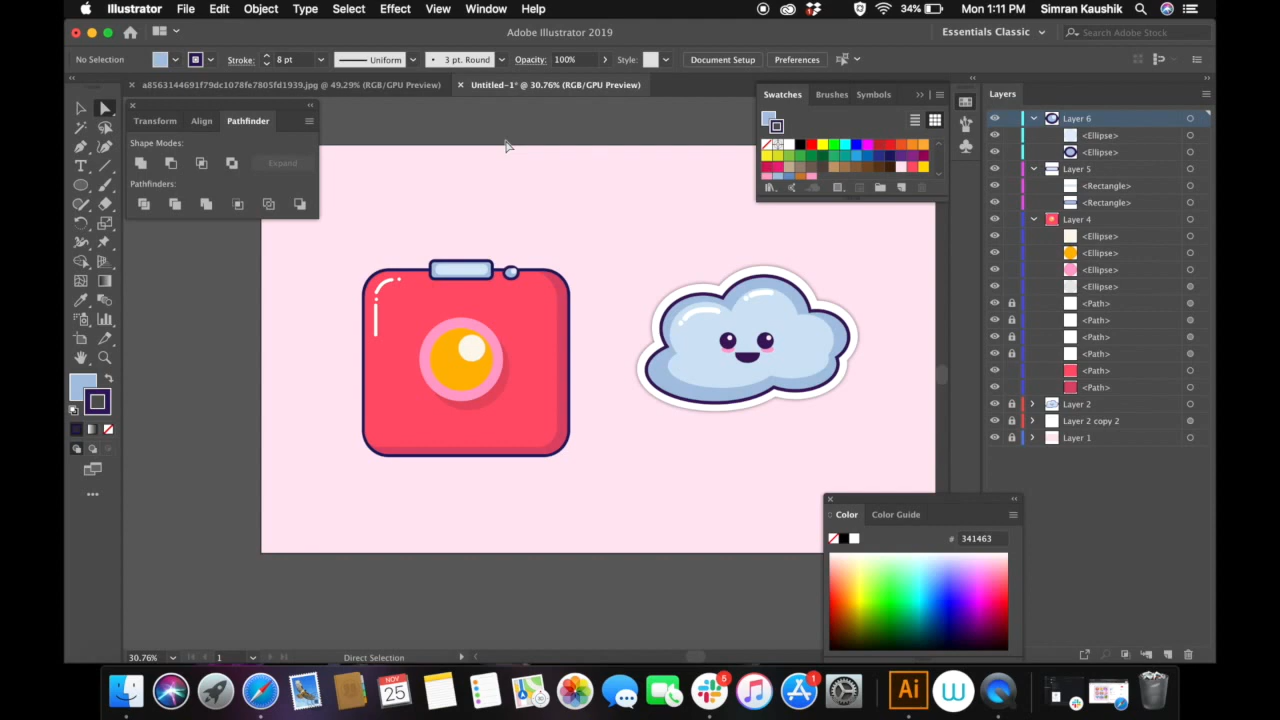 Illustrator File Edit Object Type Select Effect View Window Help 34% Mon 1:11 PM Simran Kaushik
Adobe Illustrator 2019 Essentials Classic Search Adobe Stock
No Selection Stroke: 8 pt Uniform 3 pt. Round Opacity: 100% Style: Document Setup Preferences
a8563144691f79dc1078fe7805fd1939.jpg @ 49.29% (RGB/GPU Preview) Untitled-1* @ 30.76% (RGB/GPU Preview)
Transform Align Pathfinder
Shape Modes:
Expand
Pathfinders:
Swatches Brushes Symbols
Layers
Layer 6
<Ellipse>
<Ellipse>
Layer 5
<Rectangle>
<Rectangle>
Layer 4
<Ellipse>
<Ellipse>
<Ellipse>
<Ellipse>
<Path>
<Path>
<Path>
<Path>
<Path>
<Path>
Layer 2
Layer 2 copy 2
Layer 1
Color Color Guide
# 341463
30.76% 1 Direct Selection
NOV
25
5
1
Ai
W